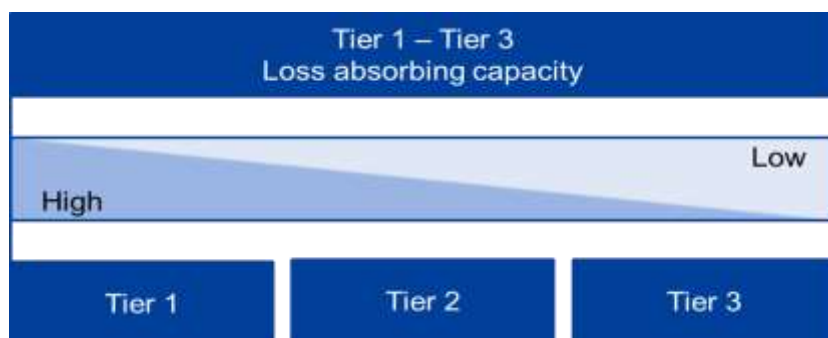 Tier 1 – Tier 3
Loss absorbing capacity
Low
High
Tier 1
Tier 2
Tier 3